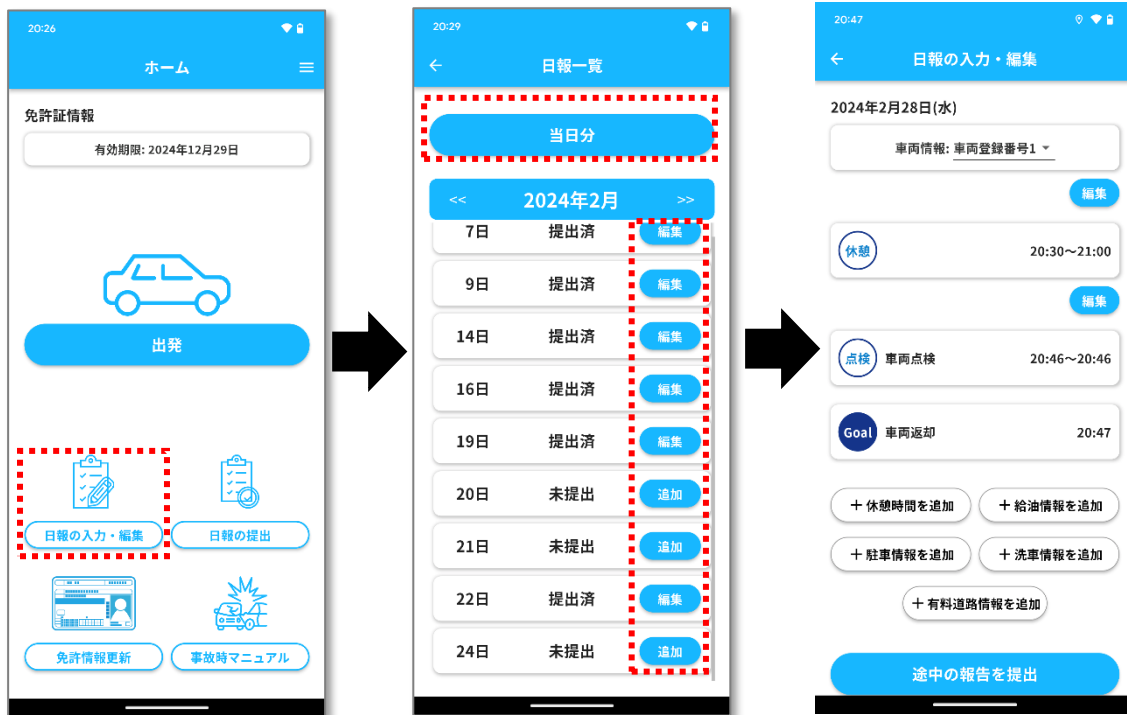 20:26
ホーム
免許証情報
有効期限: 2024年12月29日
出発
日報の入力・編集
日報の提出
免許情報更新
事故時マニュアル
20:29
日報一覧
当日分
<< 2024年2月 >>
7日 提出済 編集
9日 提出済 編集
14日 提出済 編集
16日 提出済 編集
19日 提出済 編集
20日 未提出 追加
21日 未提出 追加
22日 提出済 編集
24日 未提出 追加
20:47
日報の入力・編集
2024年2月28日(水)
車両情報: 車両登録番号1
編集
休憩 20:30～21:00
編集
点検 車両点検 20:46～20:46
Goal 車両返却 20:47
＋休憩時間を追加 ＋給油情報を追加
＋駐車情報を追加 ＋洗車情報を追加
＋有料道路情報を追加
途中の報告を提出